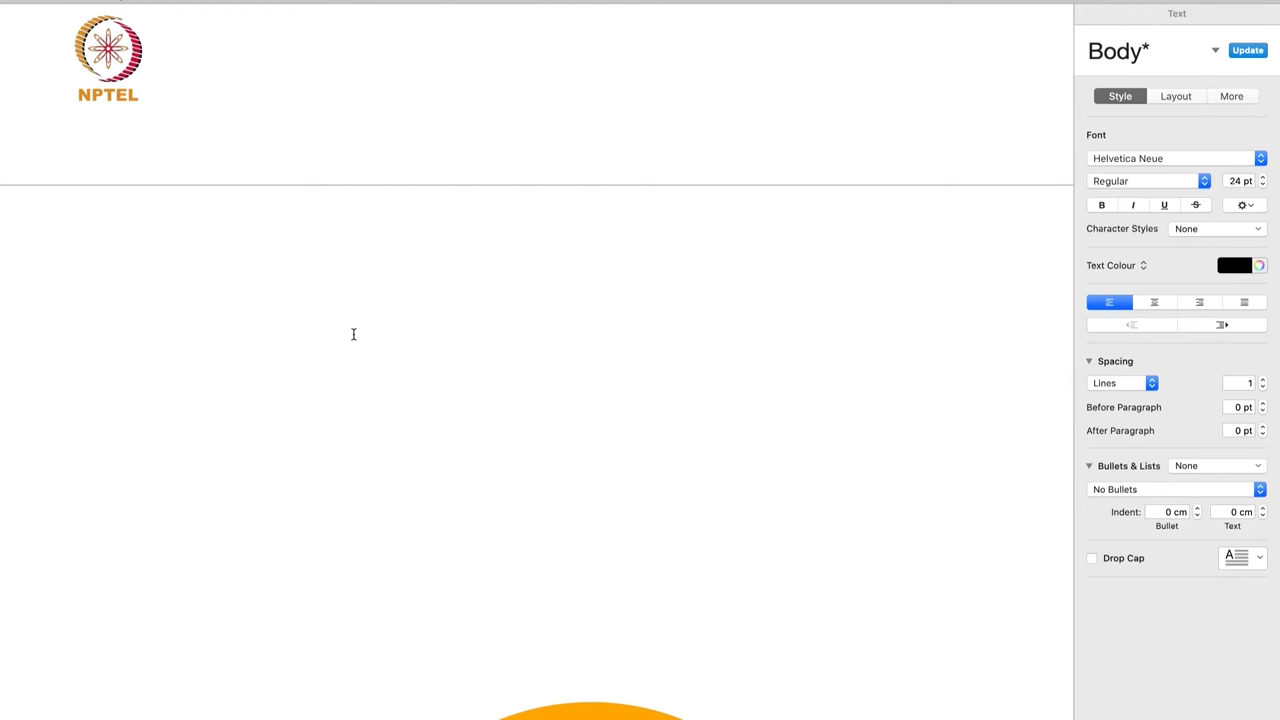 Text
NPTEL
Body*
Update
Style Layout More
Font
Helvetica Neue
Regular 24 pt
B I U S
Character Styles None
Text Colour
Spacing
Lines 1
Before Paragraph 0 pt
After Paragraph 0 pt
Bullets & Lists None
No Bullets
Indent: 0 cm 0 cm
Bullet Text
Drop Cap A